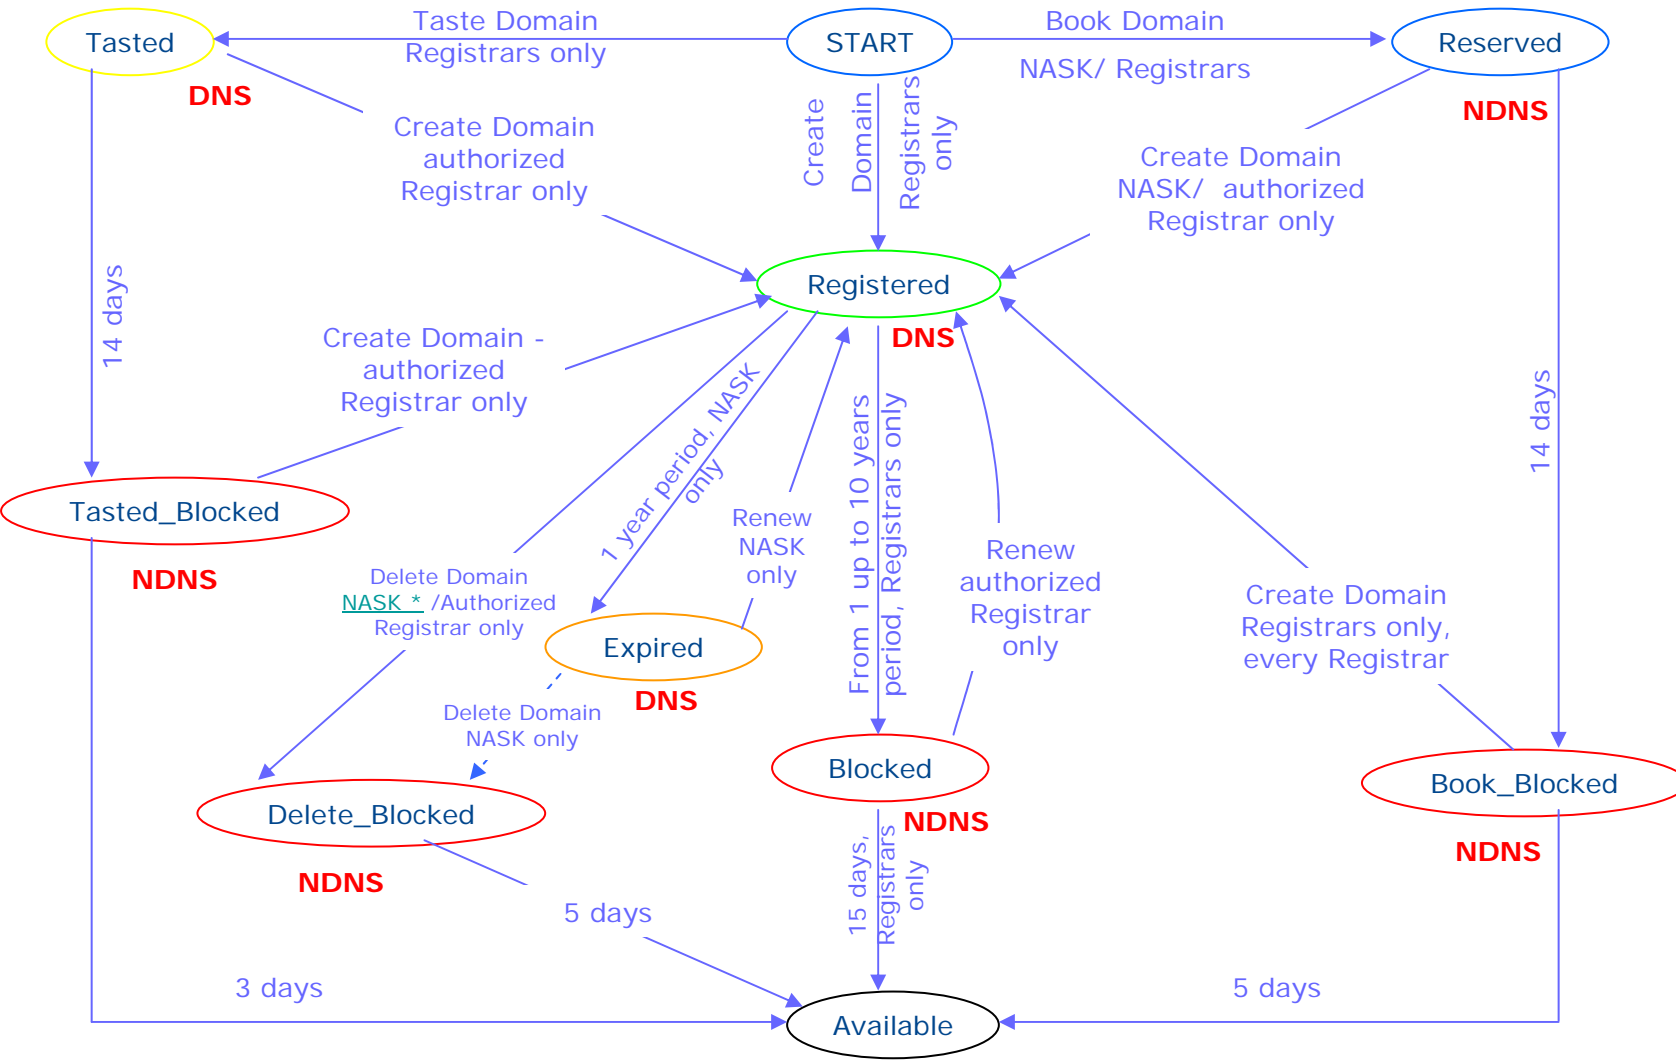 Tasted
Taste Domain
Registrars only
START
Book Domain
NASK/ Registrars
Reserved
DNS
NDNS
Create Domain
authorized
Registrar only
Create
Domain
Registrars
only
Create Domain
NASK/ authorized
Registrar only
14 days
Registered
DNS
Create Domain -
authorized
Registrar only
14 days
Tasted_Blocked
NDNS
1 year period, NASK
only
Renew
NASK
only
From 1 up to 10 years
period, Registrars only
Renew
authorized
Registrar
only
Create Domain
Registrars only,
every Registrar
Delete Domain
NASK * /Authorized
Registrar only
Expired
DNS
Delete Domain
NASK only
Blocked
NDNS
Book_Blocked
NDNS
Delete_Blocked
NDNS
15 days,
Registrars
only
5 days
3 days
5 days
Available